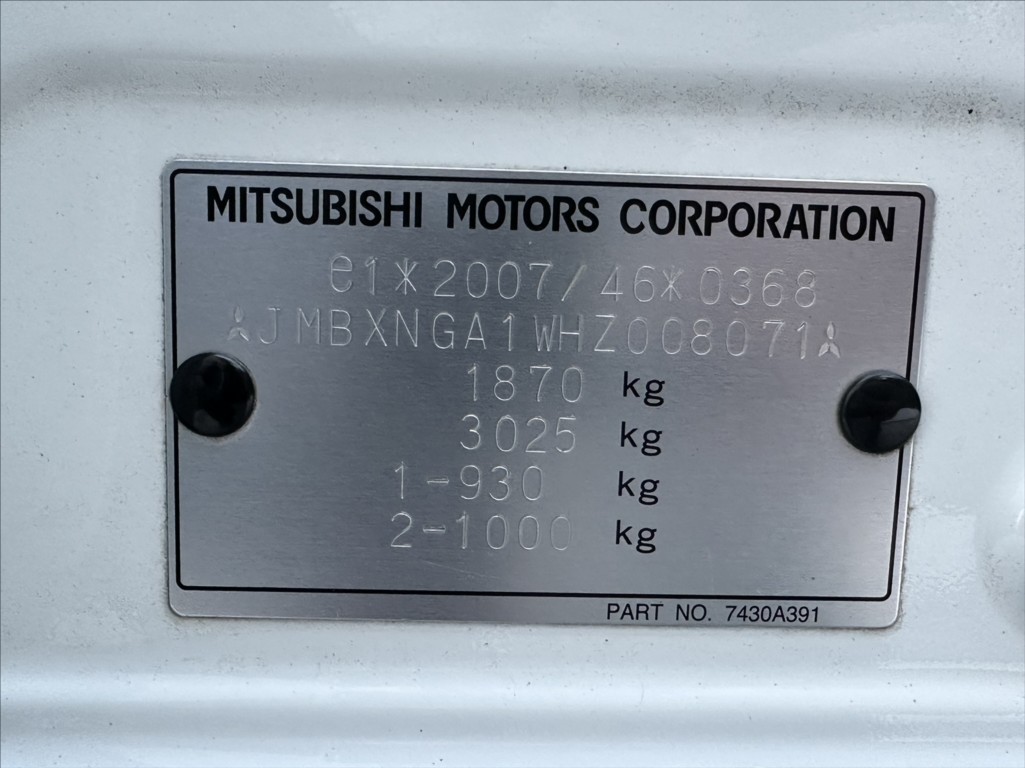 MITSUBISHI MOTORS CORPORATION
e1*2007/46*0368
JMBXNGA1WHZ008071
1870 kg
3025 kg
1-930 kg
2-1000 kg
PART NO. 7430A391